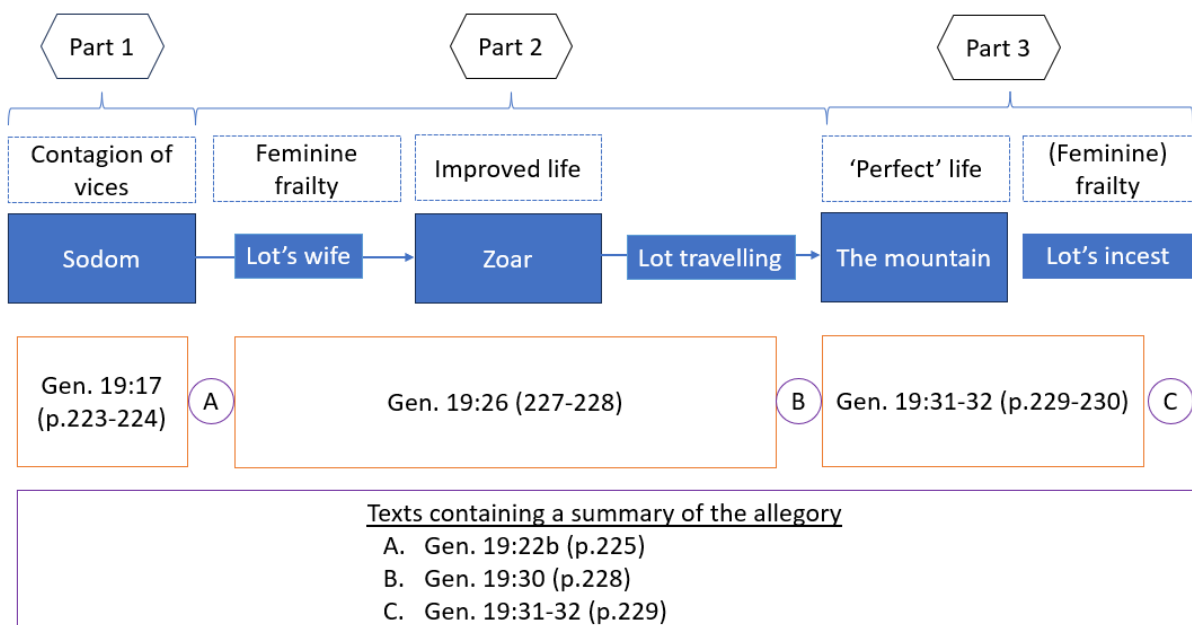 Part 1
Part 2
Part 3
Contagion of
vices
Feminine
frailty
Improved life
‘Perfect’ life
(Feminine)
frailty
Sodom
Lot’s wife
Zoar
Lot travelling
The mountain
Lot’s incest
Gen. 19:17
(p.223-224)
A
Gen. 19:26 (227-228)
B
Gen. 19:31-32 (p.229-230)
C
Texts containing a summary of the allegory
A. Gen. 19:22b (p.225)
B. Gen. 19:30 (p.228)
C. Gen. 19:31-32 (p.229)